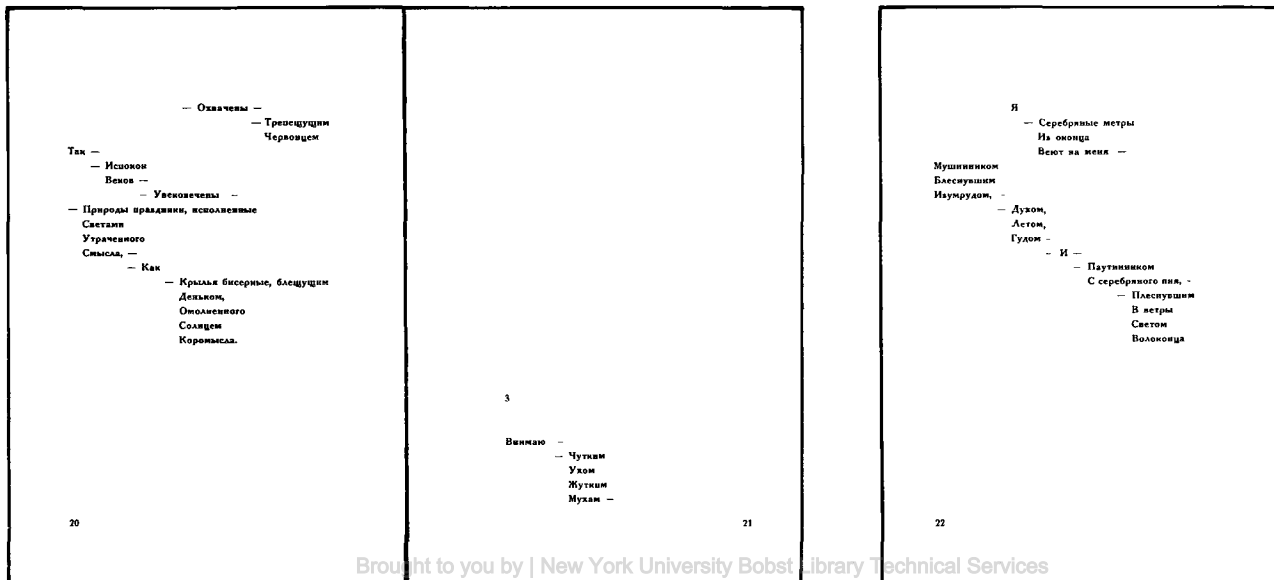 — Охвачены —
— Трепещущим
Червонцем
Так —
— Испокон
Веков —
— Увековечены –
— Природы праздники, исполненные
Светами
Утраченного
Смысла, —
— Как
— Крылья бисерные, блещущим
Деньком,
Омолненного
Солнцем
Коромысла.
20
3
Внимаю –
— Чутким
Ухом
Жутким
Мухам —
21
Я
— Серебряные метры
Из оконца
Веют на меня —
Мушиником
Блеснувшим
Изумрудом, –
— Духом,
Летом,
Гудом –
– И —
— Паутинником
С серебряного пня, –
— Плеснувшим
В ветры
Светом
Волоконца
22
Brought to you by | New York University Bobst Library Technical Services